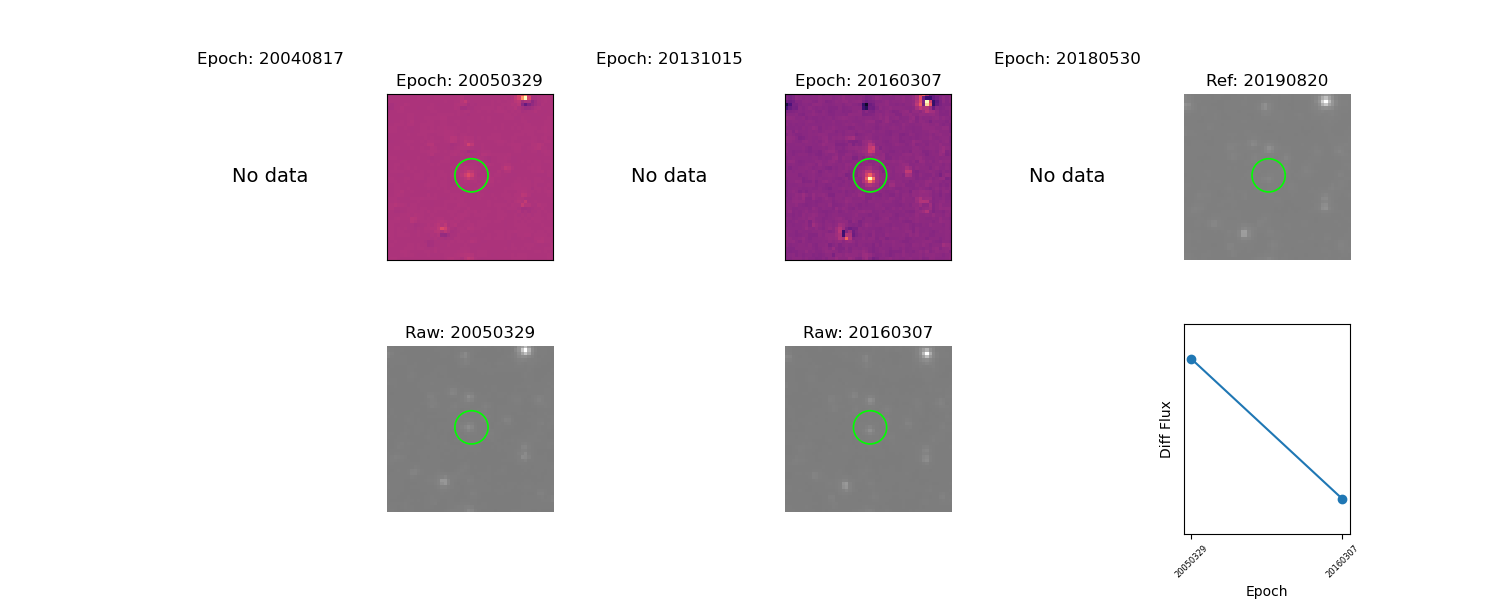 Epoch: 20040817
Epoch: 20050329
Epoch: 20131015
Epoch: 20160307
Epoch: 20180530
Ref: 20190820
No data
No data
No data
Raw: 20050329
Raw: 20160307
Diff Flux
20050329
20160307
Epoch